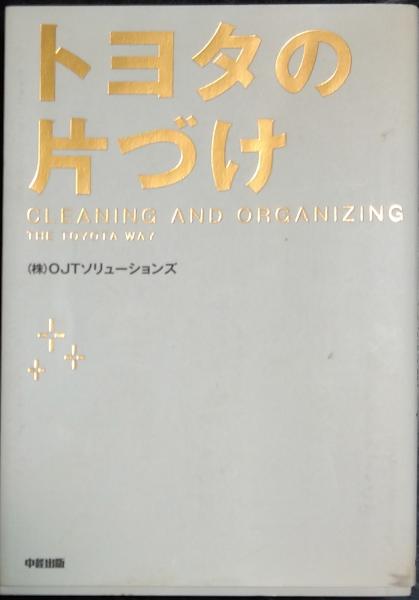 トヨタの
片づけ
CLEANING AND ORGANIZING
THE TOYOTA WAY
(株)OJTソリューションズ
中経出版